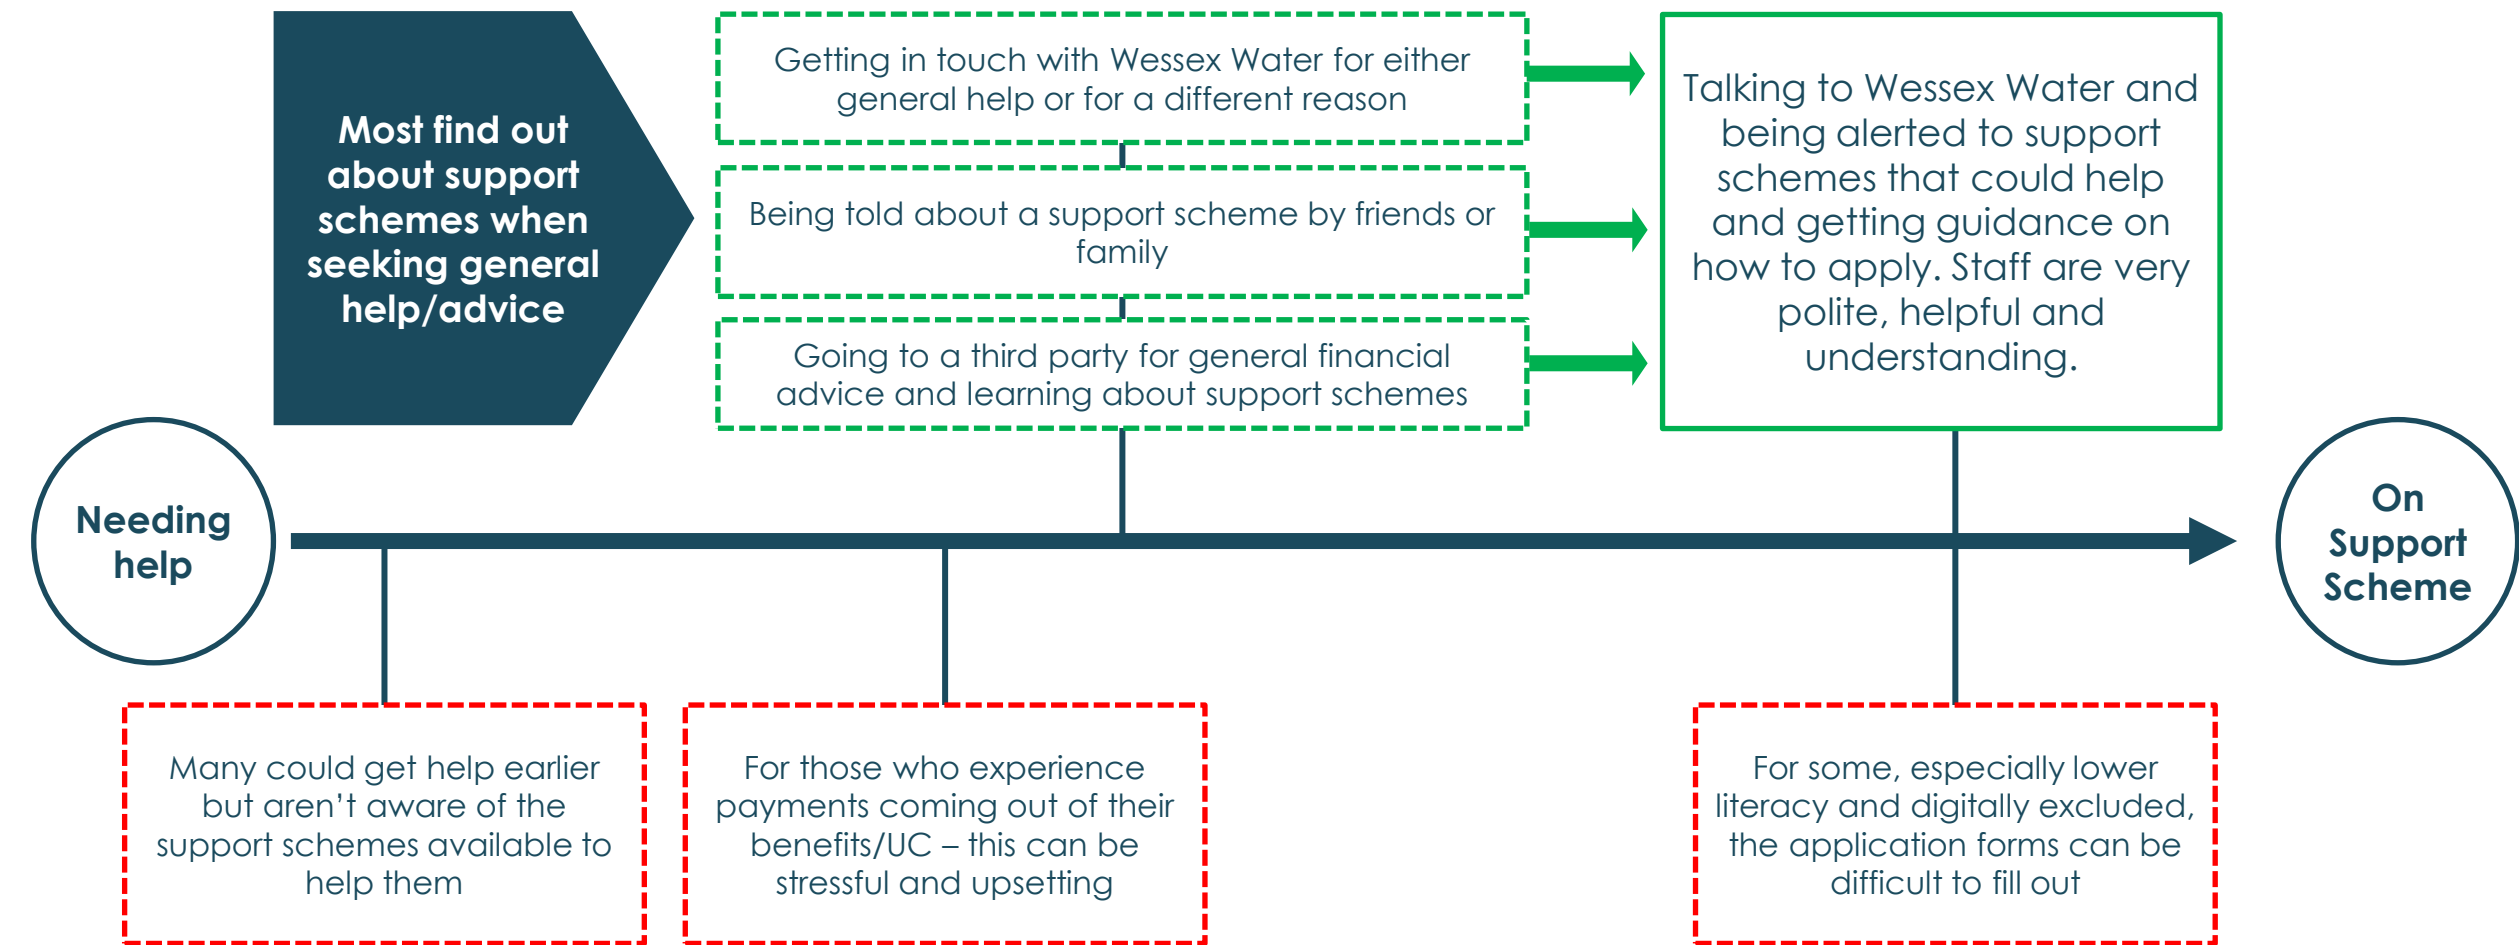 Most find out
about support
schemes when
seeking general
help/advice
Getting in touch with Wessex Water for either
general help or for a different reason
Being told about a support scheme by friends or
family
Going to a third party for general financial
advice and learning about support schemes
Talking to Wessex Water and
being alerted to support
schemes that could help
and getting guidance on
how to apply. Staff are very
polite, helpful and
understanding.
Needing
help
On
Support
Scheme
Many could get help earlier
but aren’t aware of the
support schemes available to
help them
For those who experience
payments coming out of their
benefits/UC – this can be
stressful and upsetting
For some, especially lower
literacy and digitally excluded,
the application forms can be
difficult to fill out